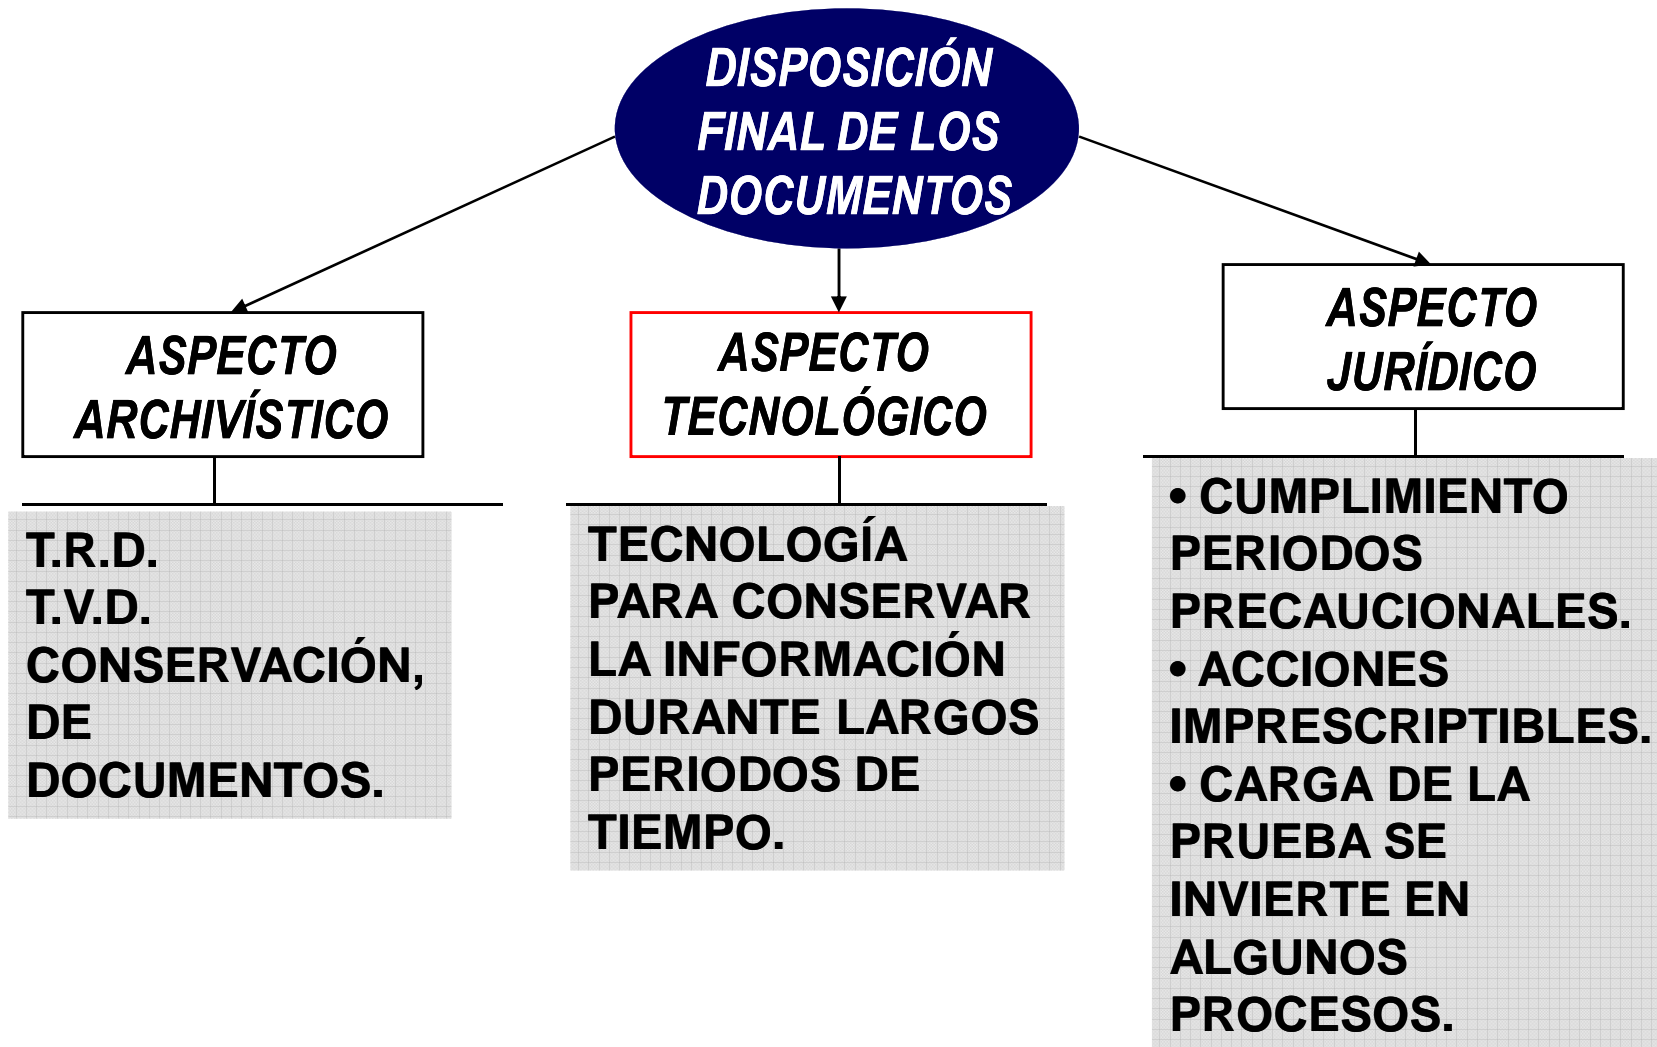 DISPOSICIÓN
FINAL DE LOS
DOCUMENTOS
ASPECTO
ARCHIVÍSTICO
T.R.D.
T.V.D.
CONSERVACIÓN,
DE
DOCUMENTOS.
ASPECTO
TECNOLÓGICO
TECNOLOGÍA
PARA CONSERVAR
LA INFORMACIÓN
DURANTE LARGOS
PERIODOS DE
TIEMPO.
ASPECTO
JURÍDICO
• CUMPLIMIENTO
PERIODOS
PRECAUCIONALES.
• ACCIONES
IMPRESCRIPTIBLES.
• CARGA DE LA
PRUEBA SE
INVIERTE EN
ALGUNOS
PROCESOS.